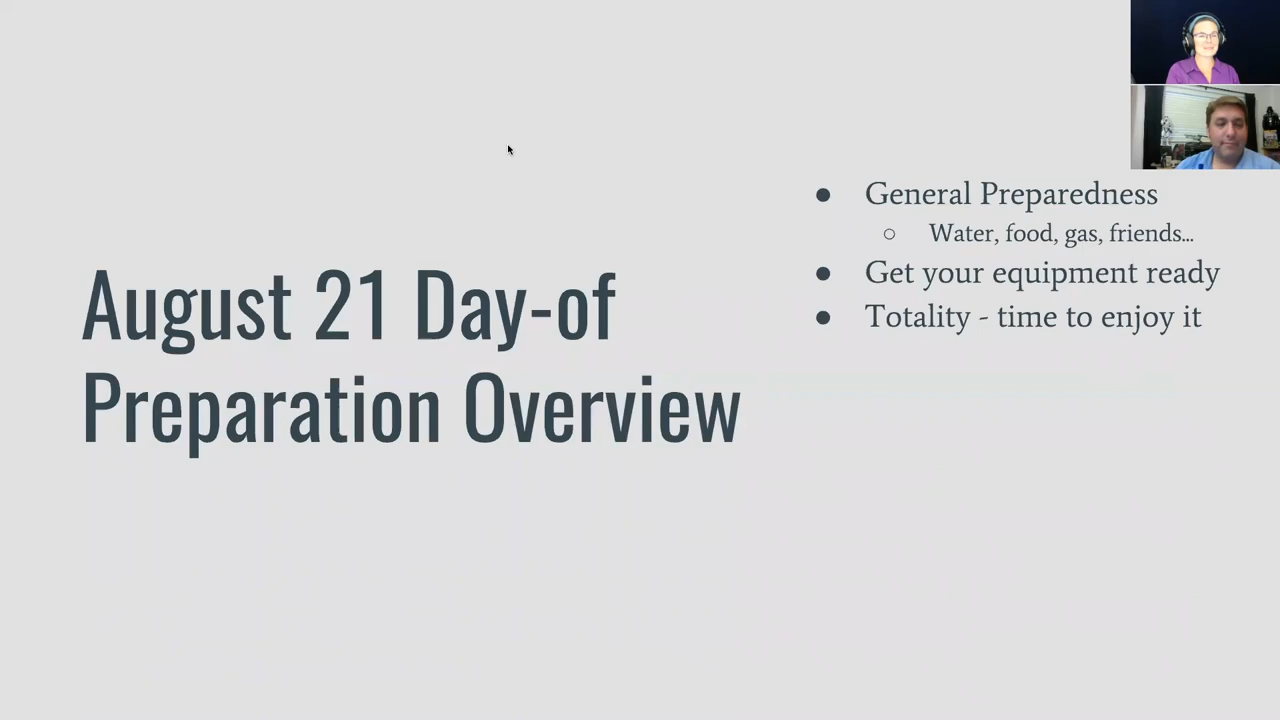 August 21 Day-of
Preparation Overview
● General Preparedness
○ Water, food, gas, friends...
● Get your equipment ready
● Totality - time to enjoy it